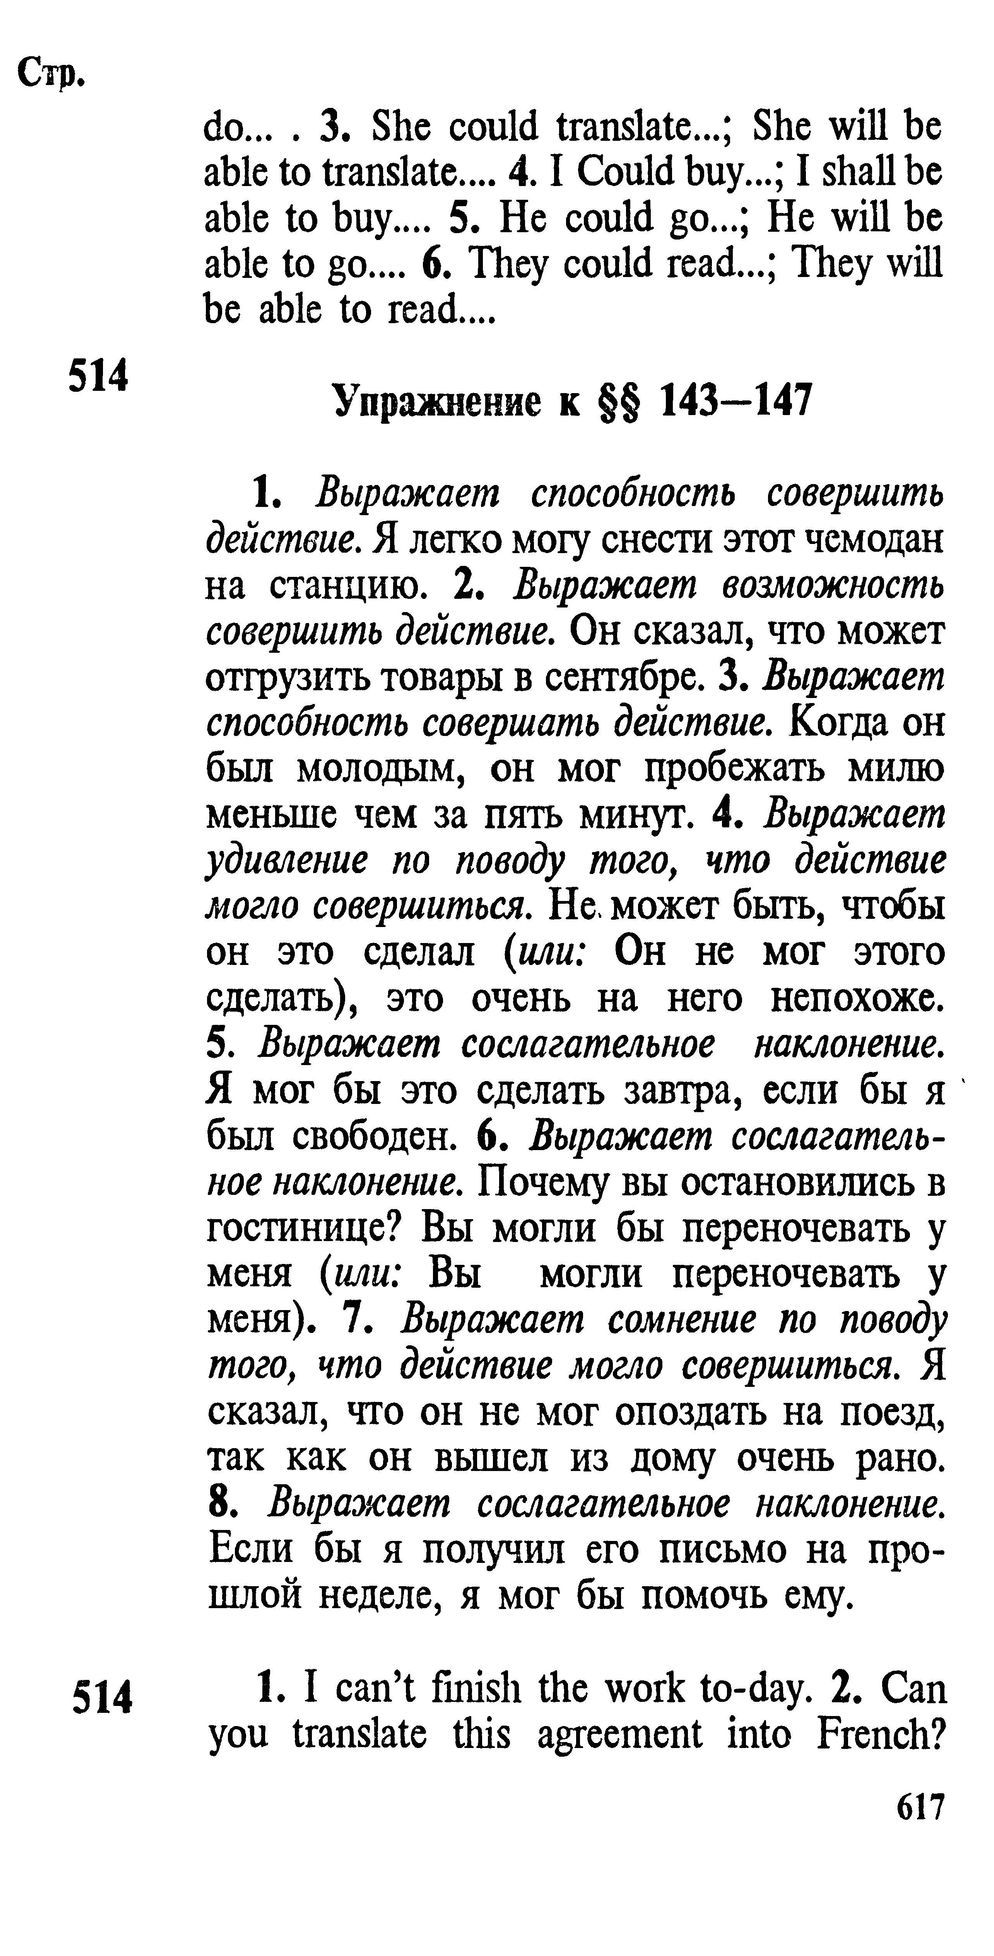 Стр.
do... . 3. She could translate...; She will be
able to translate.... 4. I Could buy...; I shall be
able to buy.... 5. He could go...; He will be
able to go.... 6. They could read...; They will
be able to read....
514
Упражнение к §§ 143—147
1. Выражает способность совершить
действие. Я легко могу снести этот чемодан
на станцию. 2. Выражает возможность
совершить действие. Он сказал, что может
отгрузить товары в сентябре. 3. Выражает
способность совершать действие. Когда он
был молодым, он мог пробежать милю
меньше чем за пять минут. 4. Выражает
удивление по поводу того, что действие
могло совершиться. Не может быть, чтобы
он это сделал (или: Он не мог этого
сделать), это очень на него непохоже.
5. Выражает сослагательное наклонение.
Я мог бы это сделать завтра, если бы я
был свободен. 6. Выражает сослагатель-
ное наклонение. Почему вы остановились в
гостинице? Вы могли бы переночевать у
меня (или: Вы могли переночевать у
меня). 7. Выражает сомнение по поводу
того, что действие могло совершиться. Я
сказал, что он не мог опоздать на поезд,
так как он вышел из дому очень рано.
8. Выражает сослагательное наклонение.
Если бы я получил его письмо на про-
шлой неделе, я мог бы помочь ему.
514 1. I can't finish the work to-day. 2. Can
you translate this agreement into French?
617